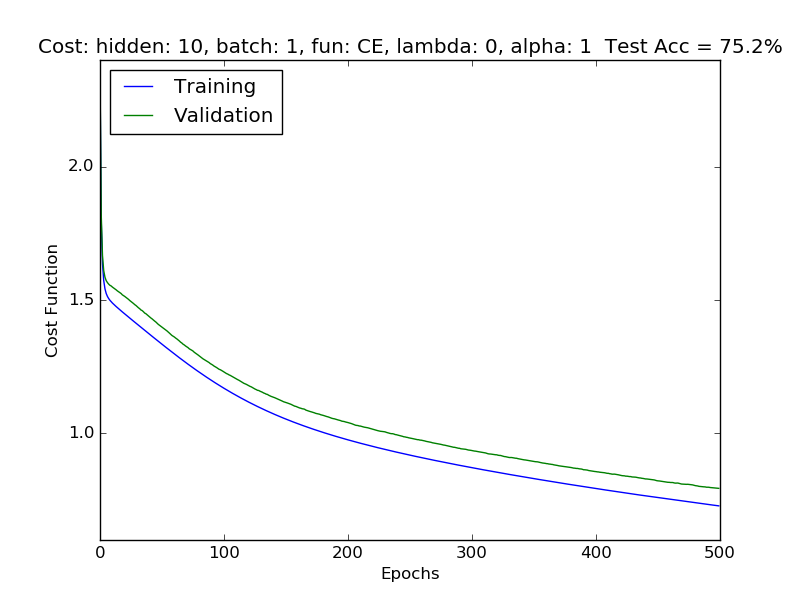 Cost: hidden: 10, batch: 1, fun: CE, lambda: 0, alpha: 1  Test Acc = 75.2%
Training
Validation
2.0
1.5
1.0
Cost Function
0 100 200 300 400 500
Epochs